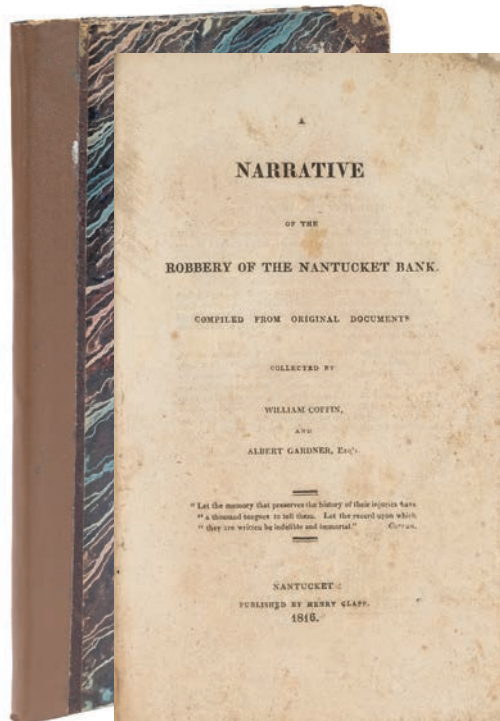 A
NARRATIVE
OF THE
ROBBERY OF THE NANTUCKET BANK.
COMPILED FROM ORIGINAL DOCUMENTS
COLLECTED BY
WILLIAM COFFIN,
AND
ALBERT GARDNER, Esq's.
"Let the memory that preserves the history of their injuries have
"a thousand tongues to tell them. Let the record upon which
"they are written be indelible and immortal." Curran.
NANTUCKET:
PUBLISHED BY HENRY CLAPP.
1816.